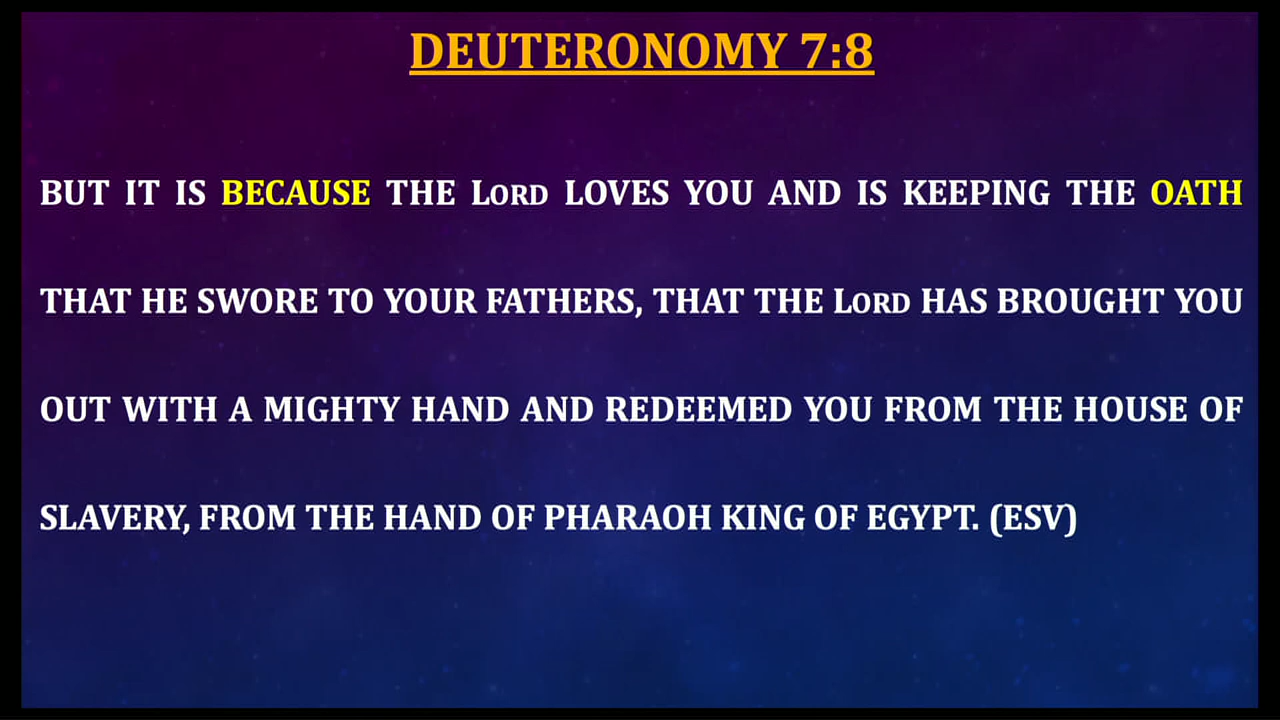 DEUTERONOMY 7:8
BUT IT IS BECAUSE THE LORD LOVES YOU AND IS KEEPING THE OATH
THAT HE SWORE TO YOUR FATHERS, THAT THE LORD HAS BROUGHT YOU
OUT WITH A MIGHTY HAND AND REDEEMED YOU FROM THE HOUSE OF
SLAVERY, FROM THE HAND OF PHARAOH KING OF EGYPT. (ESV)